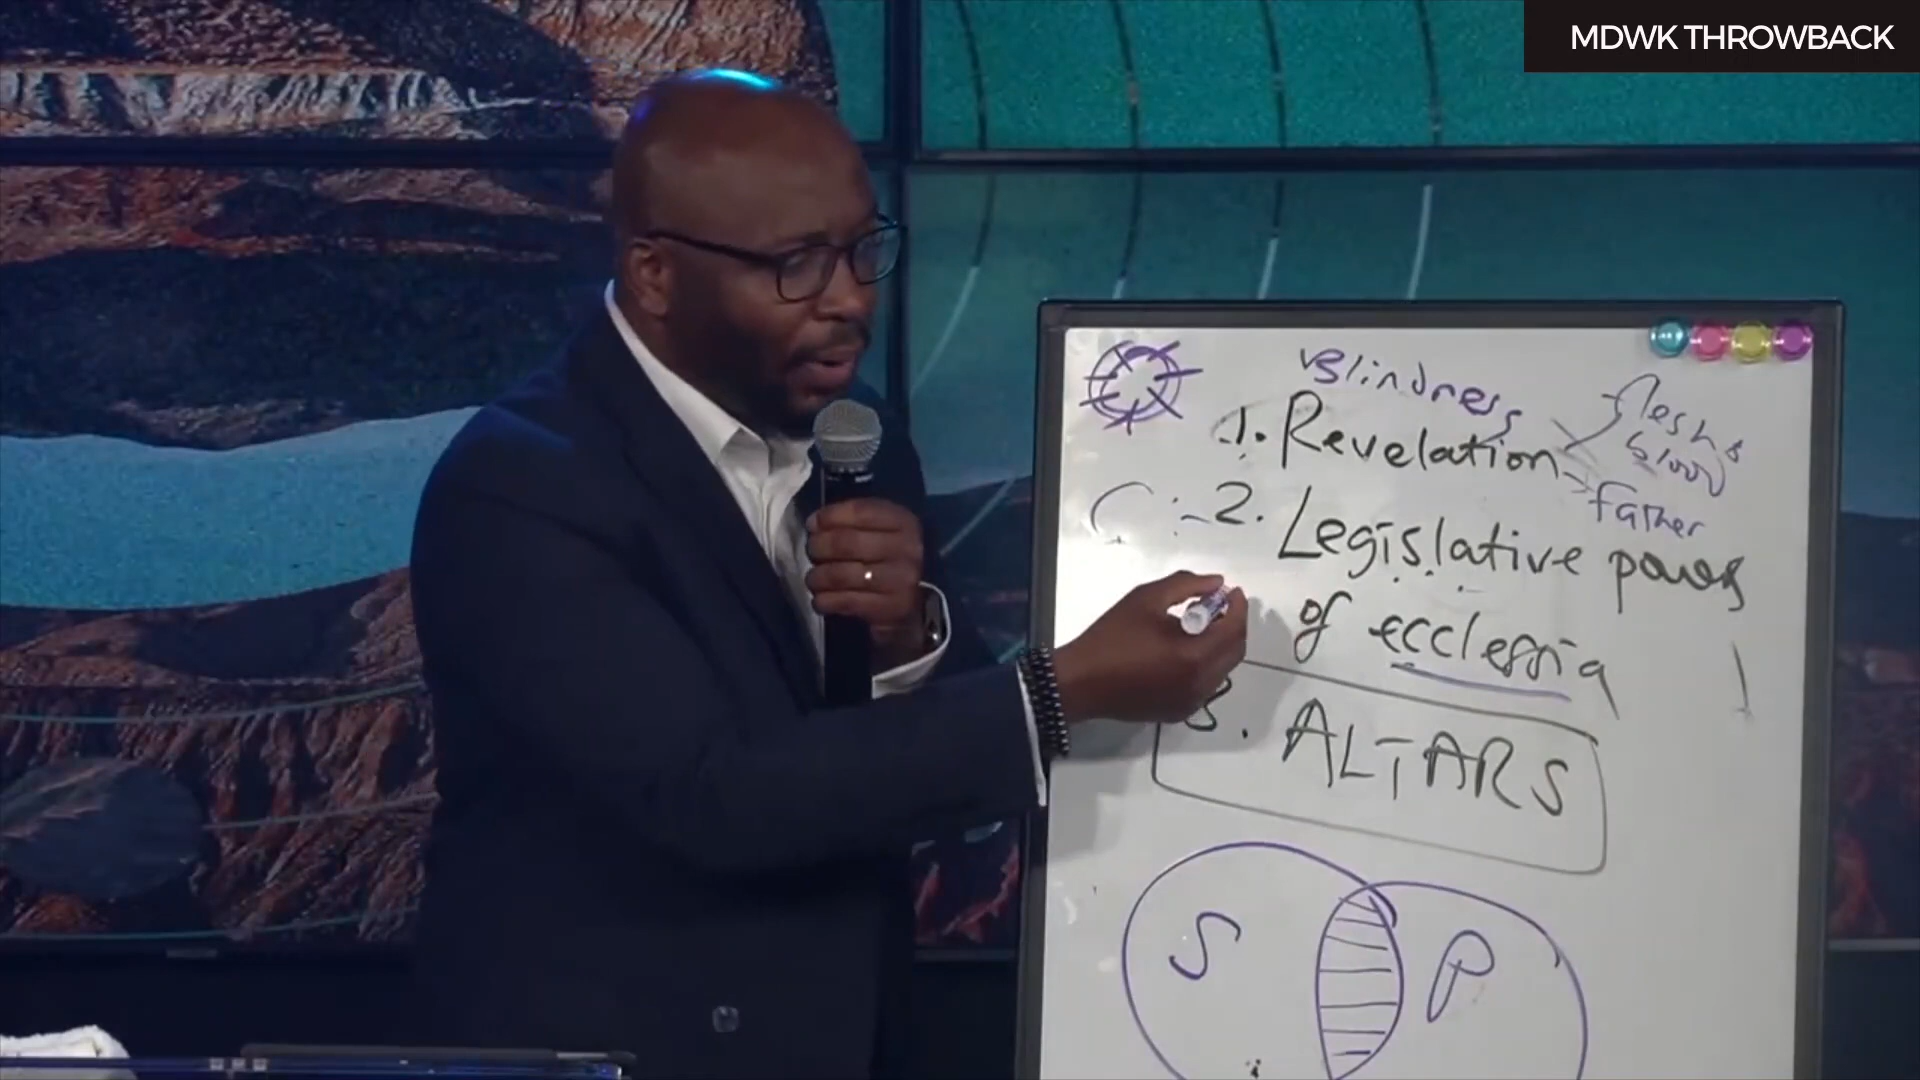 MDWK THROWBACK
Blindness
flesh &
blood
1. Revelation
Father
2. Legislative powers
of ecclessia
3. ALTARS
S
P